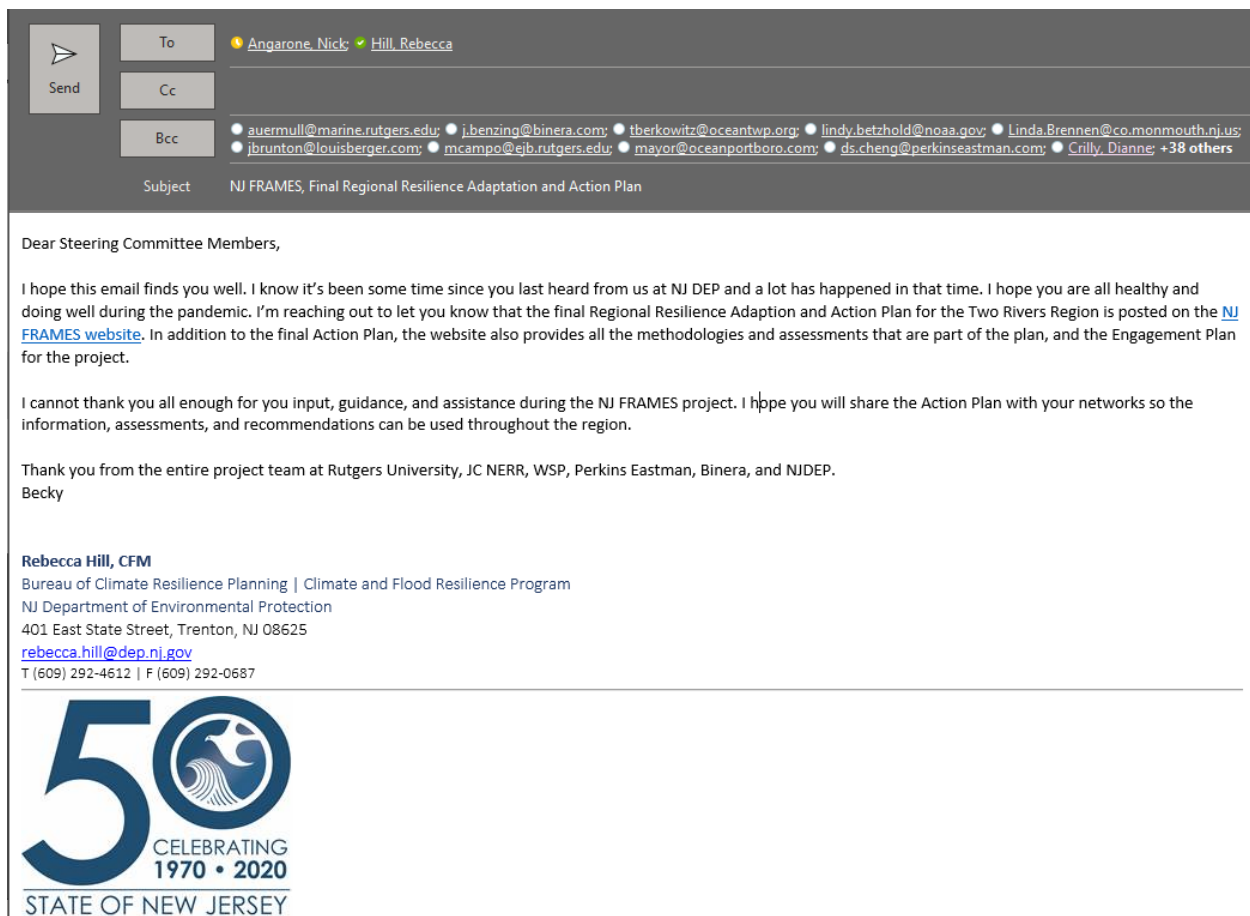 Send
To
Angarone, Nick; Hill, Rebecca
Cc
Bcc
auermull@marine.rutgers.edu; j.benzing@binera.com; tberkowitz@oceantwp.org; lindy.betzhold@noaa.gov; Linda.Brennen@co.monmouth.nj.us;
jbrunton@louisberger.com; mcampo@ejb.rutgers.edu; mayor@oceanportboro.com; ds.cheng@perkinseastman.com; Crilly, Dianne; +38 others
Subject NJ FRAMES, Final Regional Resilience Adaptation and Action Plan
Dear Steering Committee Members,
I hope this email finds you well. I know it's been some time since you last heard from us at NJ DEP and a lot has happened in that time. I hope you are all healthy and
doing well during the pandemic. I'm reaching out to let you know that the final Regional Resilience Adaption and Action Plan for the Two Rivers Region is posted on the NJ
FRAMES website. In addition to the final Action Plan, the website also provides all the methodologies and assessments that are part of the plan, and the Engagement Plan
for the project.
I cannot thank you all enough for you input, guidance, and assistance during the NJ FRAMES project. I hope you will share the Action Plan with your networks so the
information, assessments, and recommendations can be used throughout the region.
Thank you from the entire project team at Rutgers University, JC NERR, WSP, Perkins Eastman, Binera, and NJDEP.
Becky
Rebecca Hill, CFM
Bureau of Climate Resilience Planning | Climate and Flood Resilience Program
NJ Department of Environmental Protection
401 East State Street, Trenton, NJ 08625
rebecca.hill@dep.nj.gov
T (609) 292-4612 | F (609) 292-0687
50
CELEBRATING
1970 • 2020
STATE OF NEW JERSEY